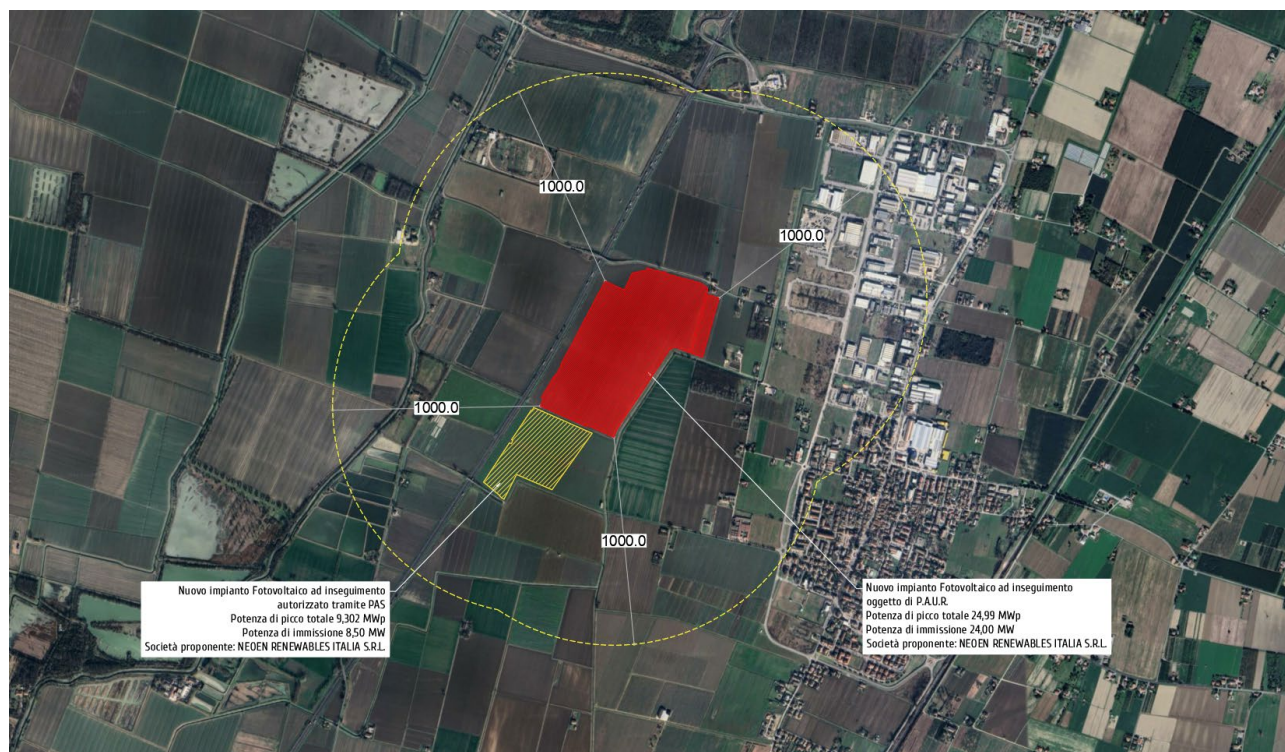 1000.0
1000.0
1000.0
1000.0
Nuovo impianto Fotovoltaico ad inseguimento
autorizzato tramite PAS
Potenza di picco totale 9,302 MWp
Potenza di immissione 8,50 MW
Società proponente: NEOEN RENEWABLES ITALIA S.R.L.
Nuovo impianto Fotovoltaico ad inseguimento
oggetto di P.A.U.R.
Potenza di picco totale 24,99 MWp
Potenza di immissione 24,00 MW
Società proponente: NEOEN RENEWABLES ITALIA S.R.L.